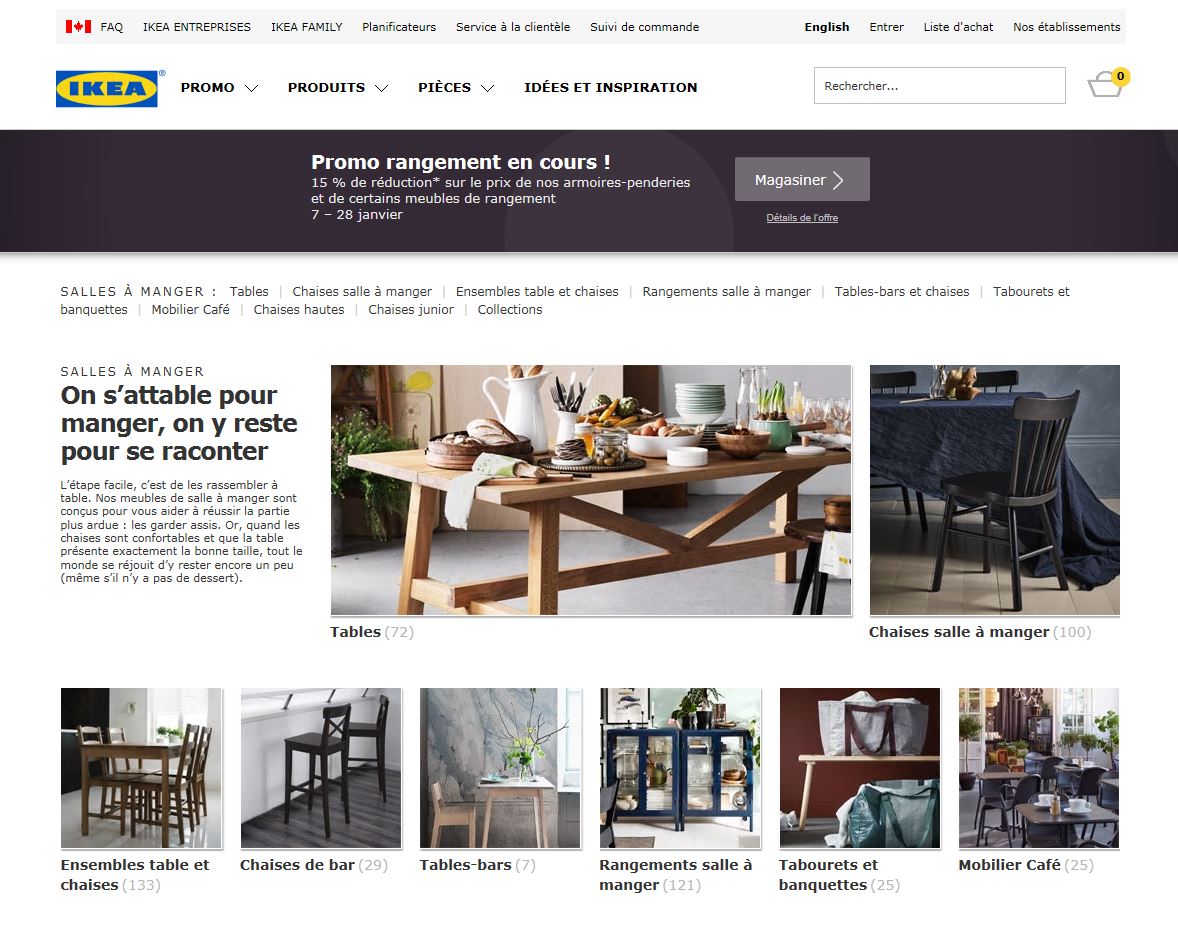 FAQ IKEA ENTREPRISES IKEA FAMILY Planificateurs Service à la clientèle Suivi de commande English Entrer Liste d'achat Nos établissements
IKEA® PROMO PRODUITS PIÈCES IDÉES ET INSPIRATION Rechercher... 0
Promo rangement en cours !
15 % de réduction* sur le prix de nos armoires-penderies
et de certains meubles de rangement
7 – 28 janvier
Magasiner
Détails de l'offre
SALLES À MANGER : Tables | Chaises salle à manger | Ensembles table et chaises | Rangements salle à manger | Tables-bars et chaises | Tabourets et
banquettes | Mobilier Café | Chaises hautes | Chaises junior | Collections
SALLES À MANGER
On s’attable pour
manger, on y reste
pour se raconter
L’étape facile, c’est de les rassembler à
table. Nos meubles de salle à manger sont
conçus pour vous aider à réussir la partie
plus ardue : les garder assis. Or, quand les
chaises sont confortables et que la table
présente exactement la bonne taille, tout le
monde se réjouit d’y rester encore un peu
(même s’il n’y a pas de dessert).
Tables (72)
Chaises salle à manger (100)
Ensembles table et
chaises (133)
Chaises de bar (29)
Tables-bars (7)
Rangements salle à
manger (121)
Tabourets et
banquettes (25)
Mobilier Café (25)